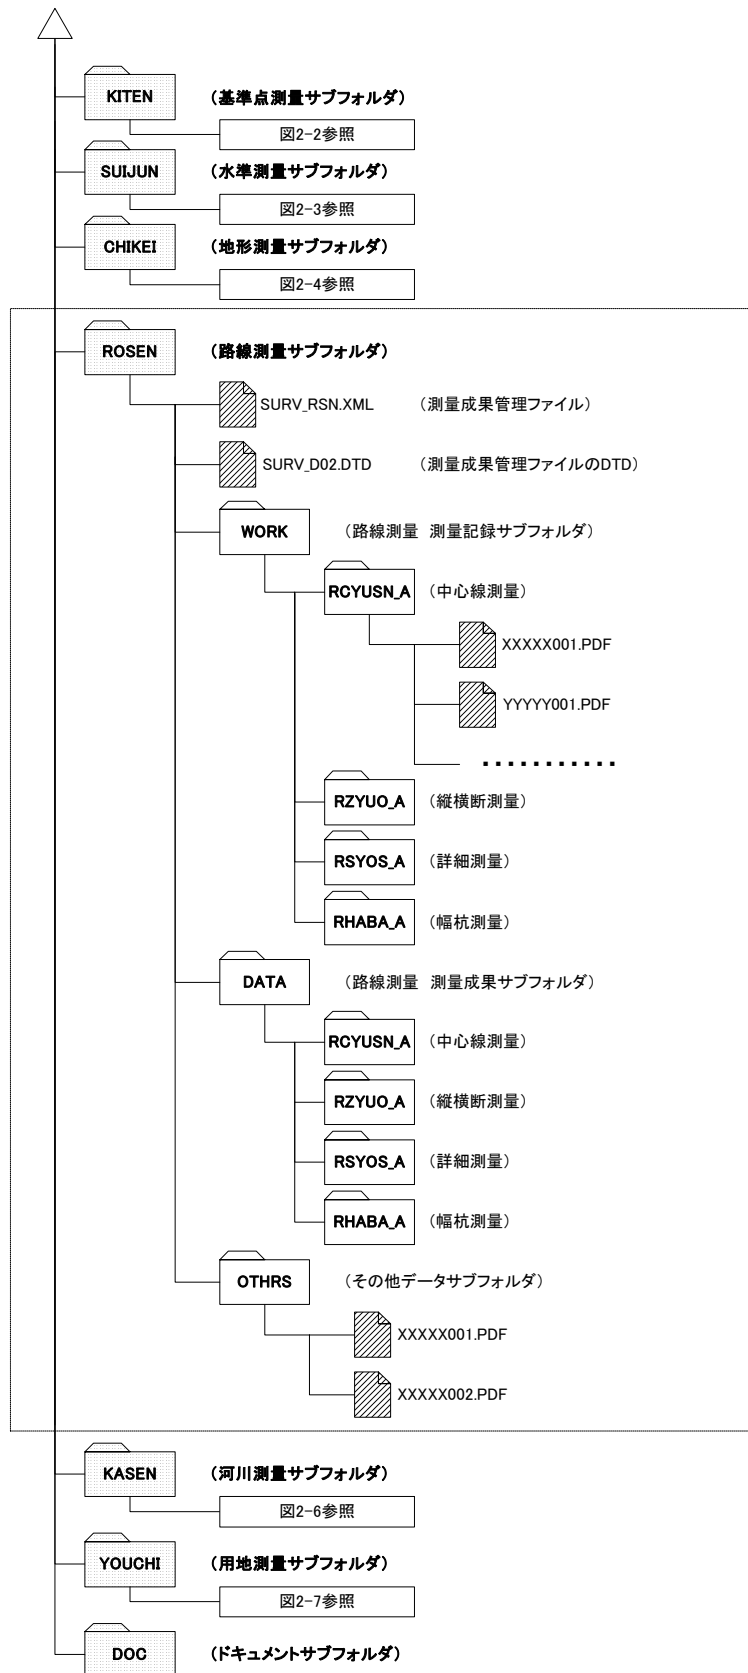 KITEN (基準点測量サブフォルダ)
図2-2参照
SUIJUN (水準測量サブフォルダ)
図2-3参照
CHIKEI (地形測量サブフォルダ)
図2-4参照
ROSEN (路線測量サブフォルダ)
SURV_RSN.XML (測量成果管理ファイル)
SURV_D02.DTD (測量成果管理ファイルのDTD)
WORK (路線測量 測量記録サブフォルダ)
RCYUSN_A (中心線測量)
XXXXX001.PDF
YYYYY001.PDF
・・・・・・・・・・・
RZYUO_A (縦横断測量)
RSYOS_A (詳細測量)
RHABA_A (幅杭測量)
DATA (路線測量 測量成果サブフォルダ)
RCYUSN_A (中心線測量)
RZYUO_A (縦横断測量)
RSYOS_A (詳細測量)
RHABA_A (幅杭測量)
OTHRS (その他データサブフォルダ)
XXXXX001.PDF
XXXXX002.PDF
KASEN (河川測量サブフォルダ)
図2-6参照
YOUCHI (用地測量サブフォルダ)
図2-7参照
DOC (ドキュメントサブフォルダ)